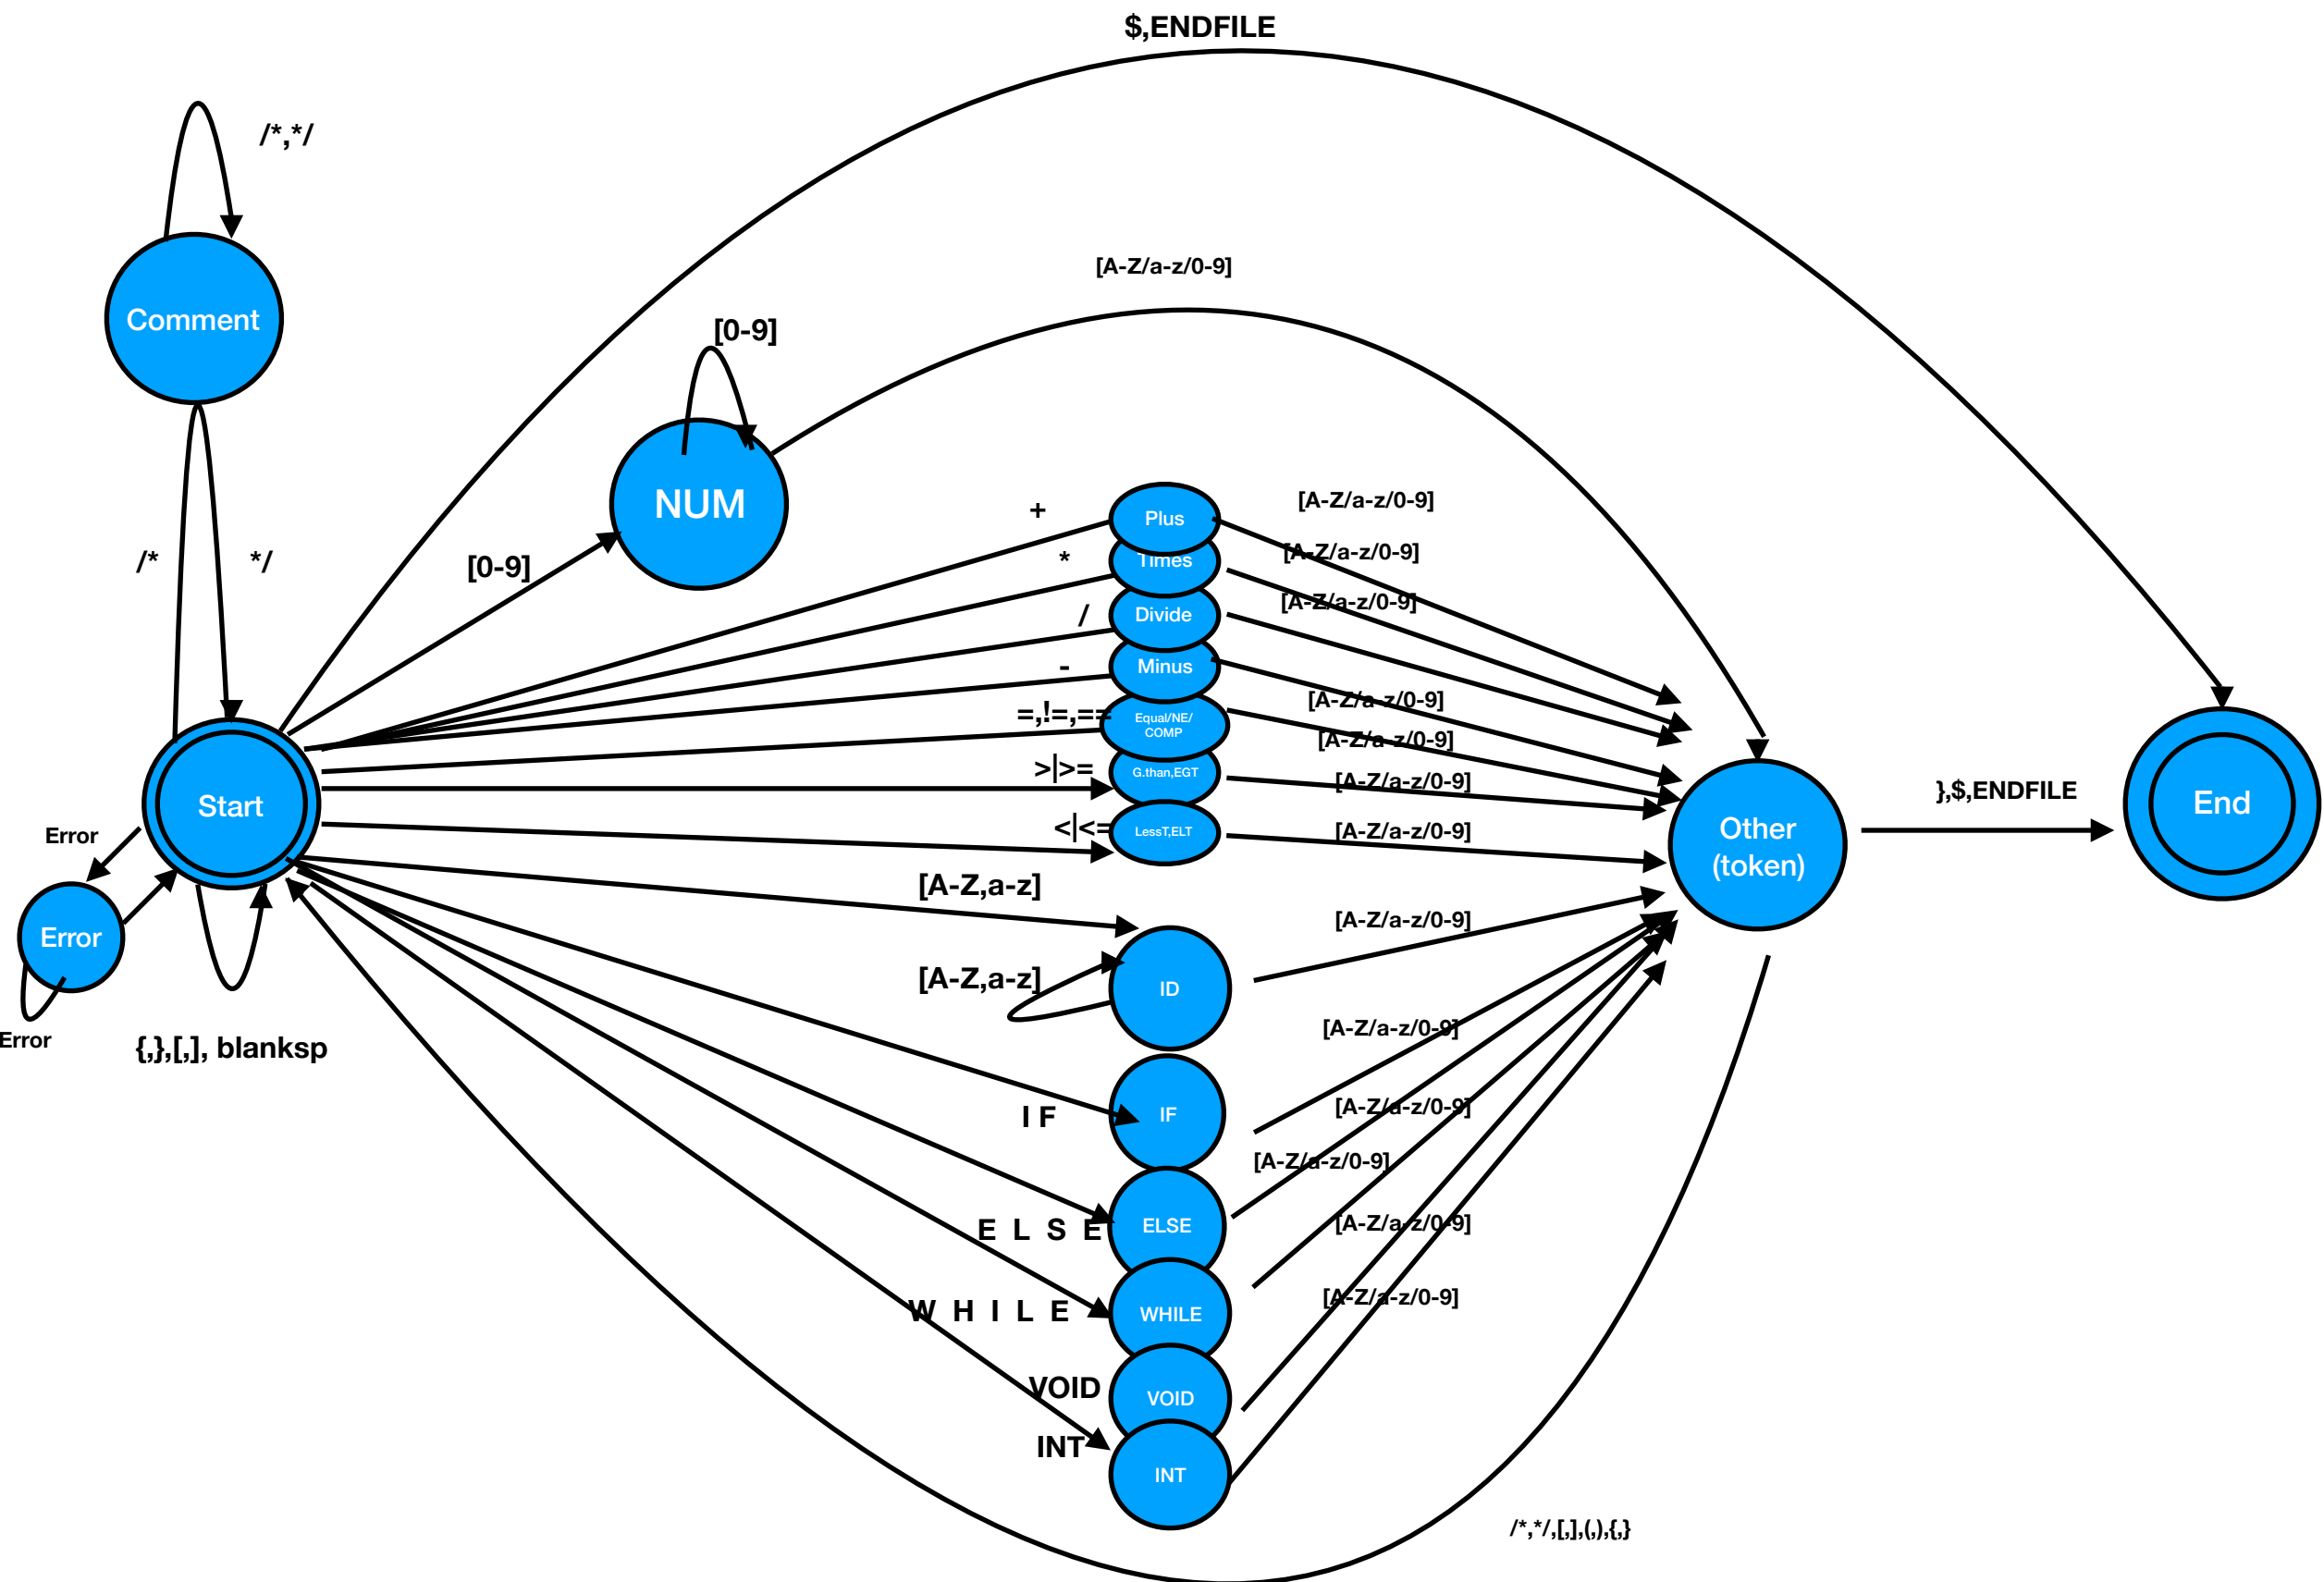 $,ENDFILE
/*,*/
[A-Z/a-z/0-9]
Comment
[0-9]
NUM
+
Plus
[A-Z/a-z/0-9]
/*
*/
[0-9]
*
Times
[A-Z/a-z/0-9]
/
Divide
[A-Z/a-z/0-9]
-
Minus
[A-Z/a-z/0-9]
=,!=,==
Equal/NE/
COMP
[A-Z/a-z/0-9]
>|>=
G.than,EGT
[A-Z/a-z/0-9]
},$,ENDFILE
Start
End
<|<=
LessT,ELT
[A-Z/a-z/0-9]
Other
(token)
Error
[A-Z,a-z]
[A-Z/a-z/0-9]
Error
[A-Z,a-z]
ID
Error
{,},[,], blanksp
[A-Z/a-z/0-9]
I F
IF
[A-Z/a-z/0-9]
[A-Z/a-z/0-9]
E L S E
ELSE
[A-Z/a-z/0-9]
W H I L E
WHILE
[A-Z/a-z/0-9]
VOID
VOID
INT
INT
/*,*/,[,],(,),{,}